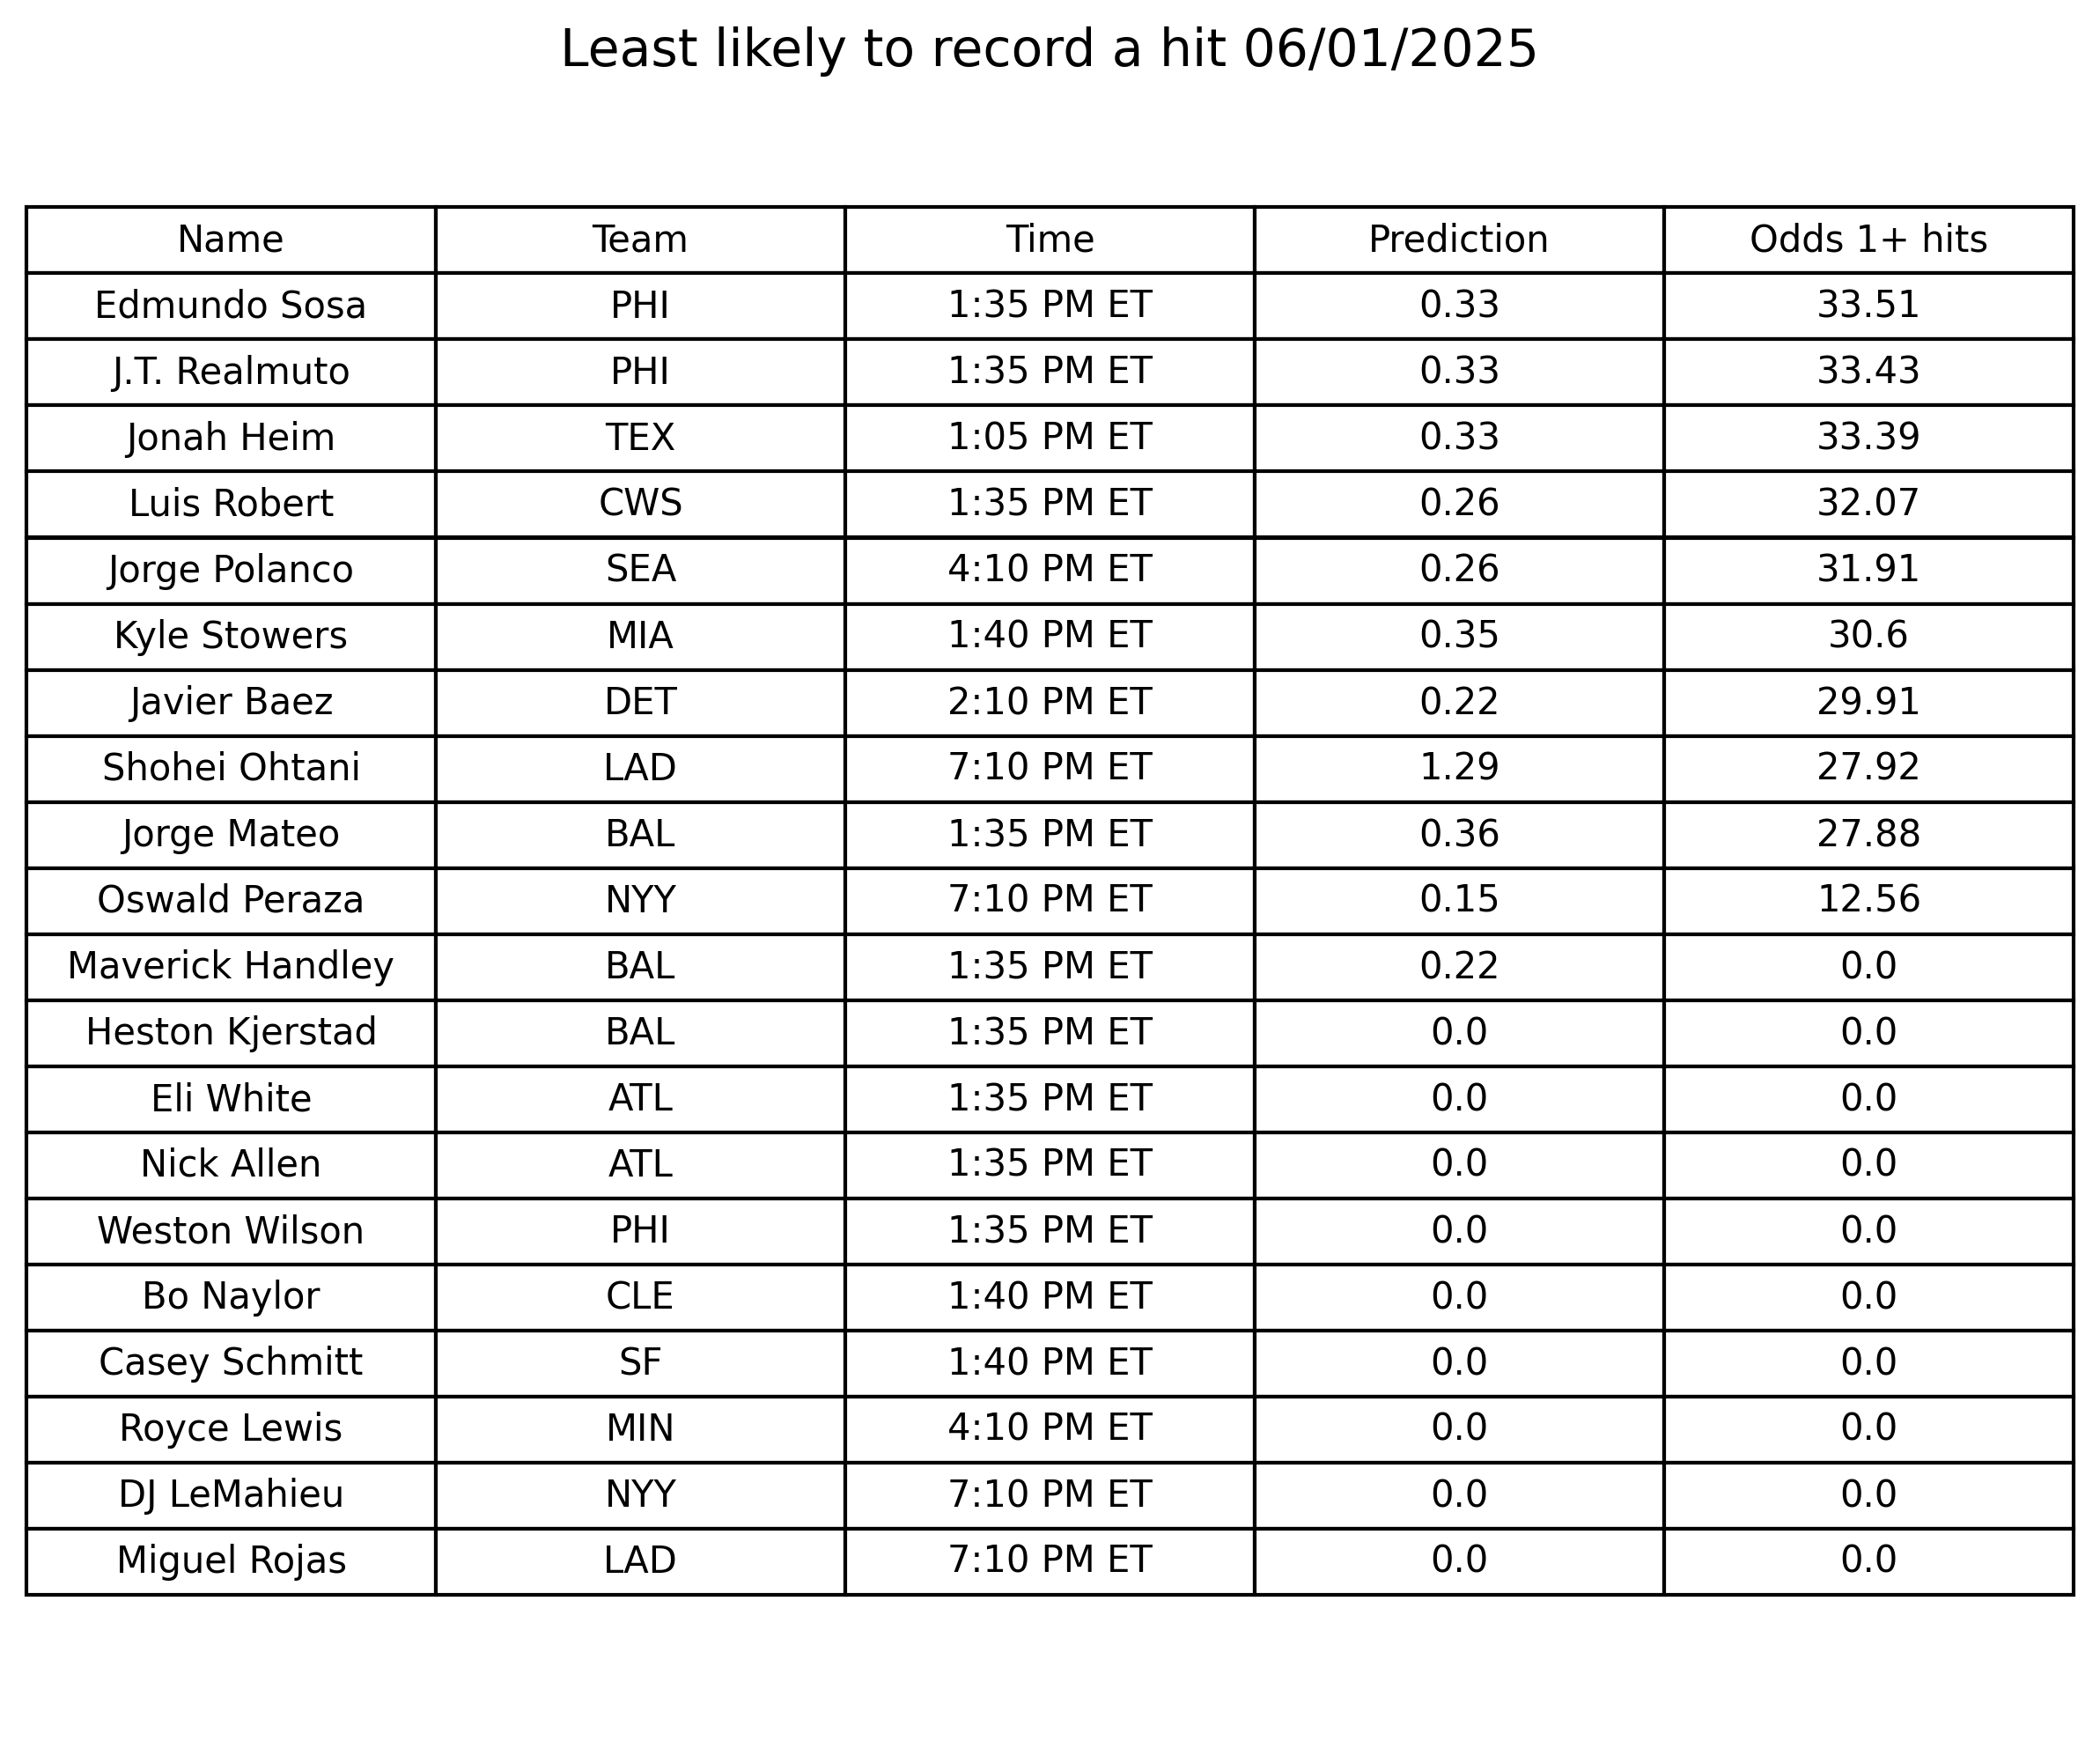 Least likely to record a hit 06/01/2025
Name Team Time Prediction Odds 1+ hits
Edmundo Sosa PHI 1:35 PM ET 0.33 33.51
J.T. Realmuto PHI 1:35 PM ET 0.33 33.43
Jonah Heim TEX 1:05 PM ET 0.33 33.39
Luis Robert CWS 1:35 PM ET 0.26 32.07
Jorge Polanco SEA 4:10 PM ET 0.26 31.91
Kyle Stowers MIA 1:40 PM ET 0.35 30.6
Javier Baez DET 2:10 PM ET 0.22 29.91
Shohei Ohtani LAD 7:10 PM ET 1.29 27.92
Jorge Mateo BAL 1:35 PM ET 0.36 27.88
Oswald Peraza NYY 7:10 PM ET 0.15 12.56
Maverick Handley BAL 1:35 PM ET 0.22 0.0
Heston Kjerstad BAL 1:35 PM ET 0.0 0.0
Eli White ATL 1:35 PM ET 0.0 0.0
Nick Allen ATL 1:35 PM ET 0.0 0.0
Weston Wilson PHI 1:35 PM ET 0.0 0.0
Bo Naylor CLE 1:40 PM ET 0.0 0.0
Casey Schmitt SF 1:40 PM ET 0.0 0.0
Royce Lewis MIN 4:10 PM ET 0.0 0.0
DJ LeMahieu NYY 7:10 PM ET 0.0 0.0
Miguel Rojas LAD 7:10 PM ET 0.0 0.0